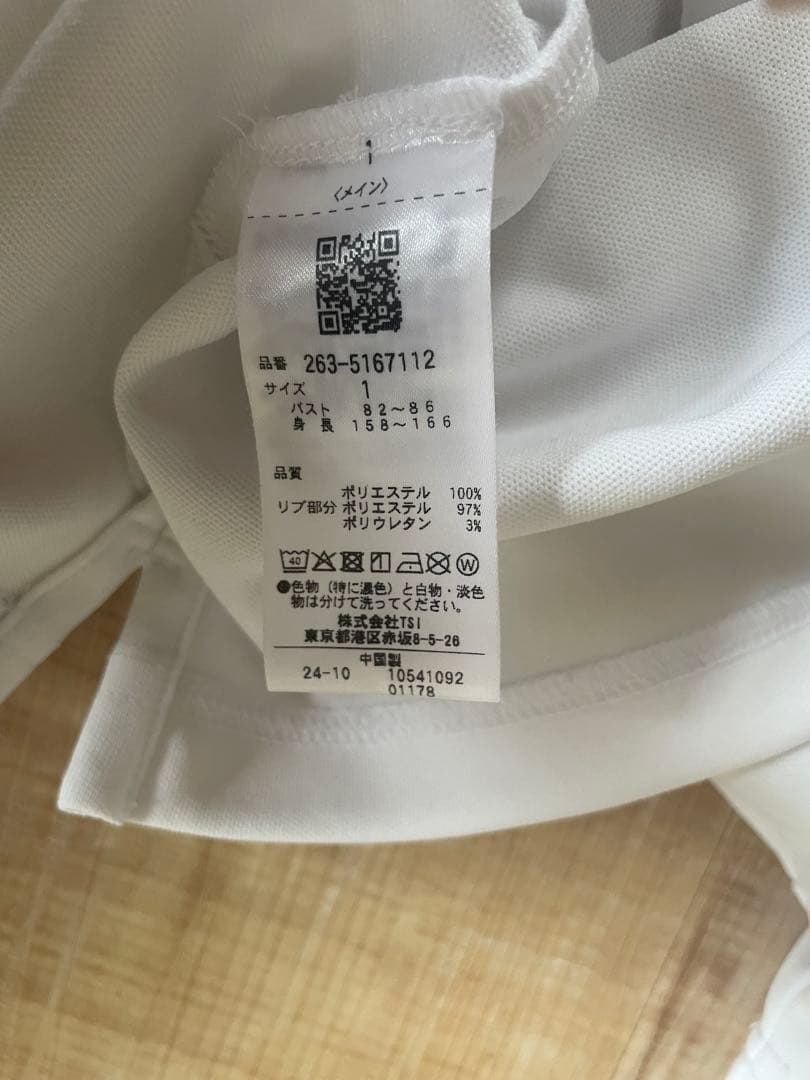 1
〈メイン〉
品番 263-5167112
サイズ 1
バスト 82～86
身長 158～166
品質
ポリエステル 100%
リブ部分 ポリエステル 97%
ポリウレタン 3%
40 W
●色物（特に濃色）と白物・淡色
物は分けて洗ってください。
株式会社TSI
東京都港区赤坂8-5-26
中国製
24-10 10541092
01178